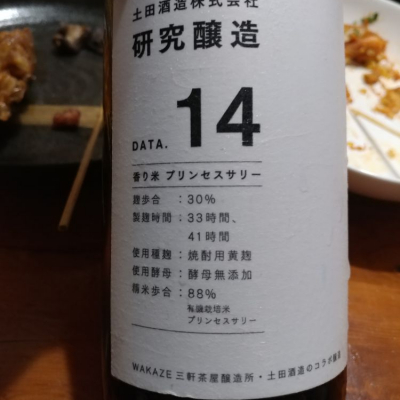 土田酒造株式会社
研究醸造
DATA. 14
香り米 プリンセスサリー
麹歩合 :30%
製麹時間:33時間、
41時間
使用種麹:焼酎用黄麹
使用酵母:酵母無添加
精米歩合:88%
有機栽培米
プリンセスサリー
WAKAZE 三軒茶屋醸造所・土田酒造のコラボ醸造